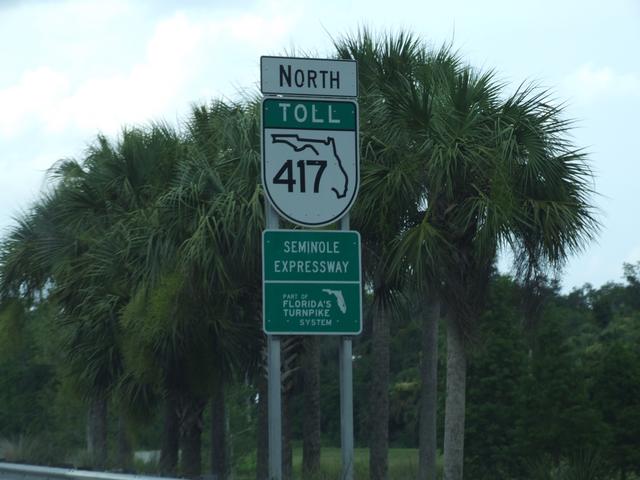 NORTH
TOLL
417
SEMINOLE
EXPRESSWAY
PART OF
FLORIDA'S
TURNPIKE
SYSTEM